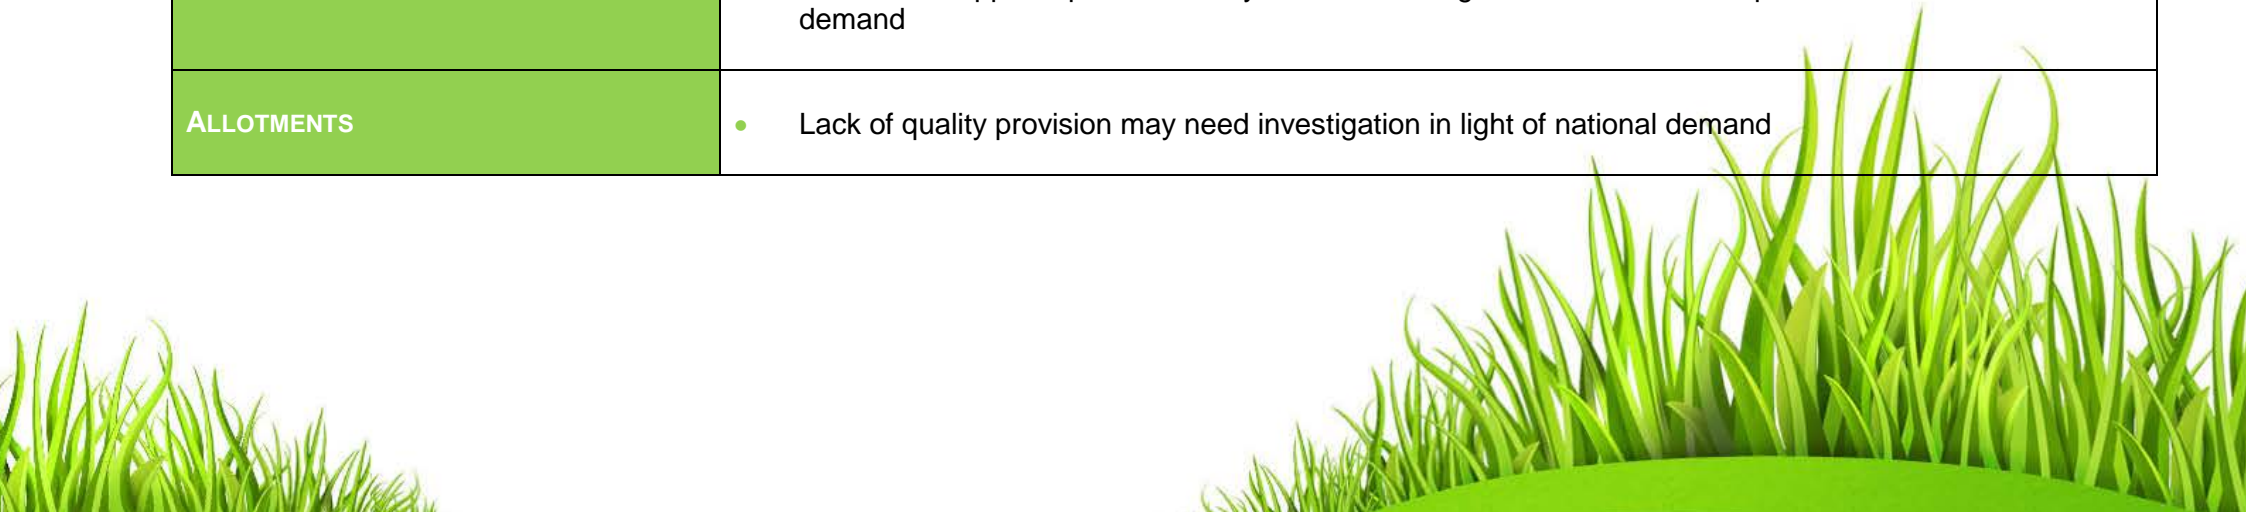 demand
ALLOTMENTS
• Lack of quality provision may need investigation in light of national demand